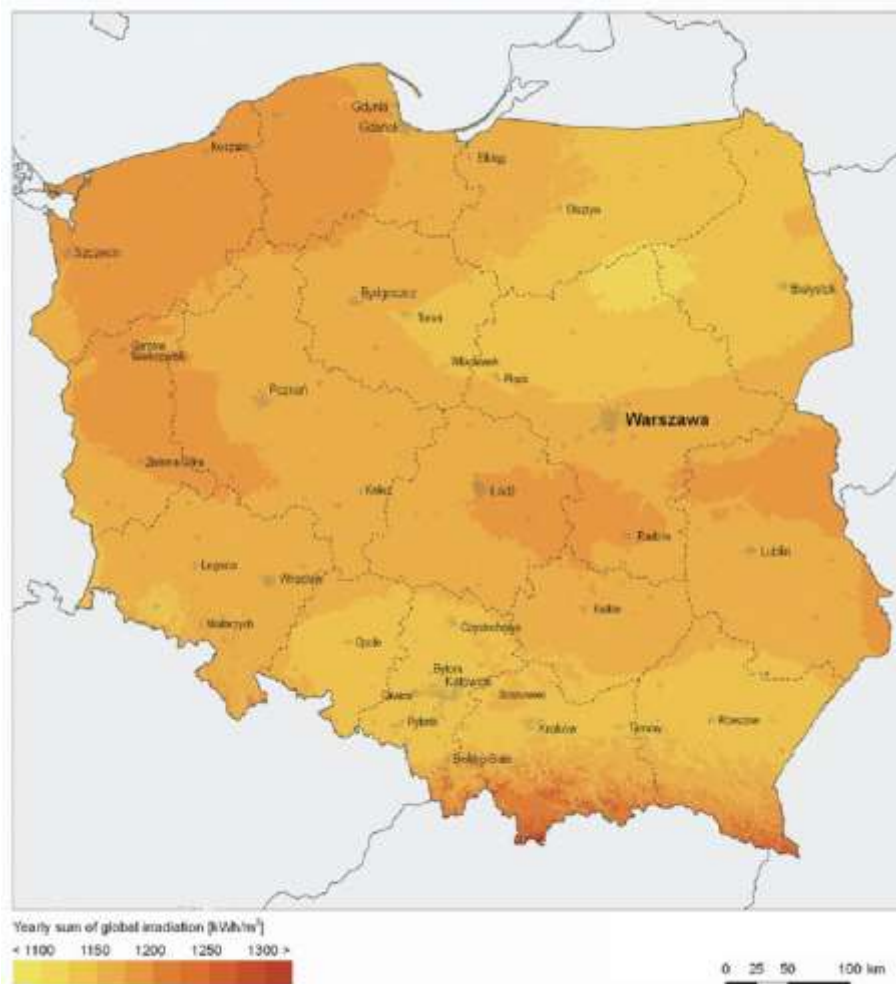 Gdynia
Gdańsk
Koszalin
Elbląg
Olsztyn
Szczecin
Białystok
Bydgoszcz
Toruń
Gorzów
Wielkopolski
Włocławek
Płock
Poznań
Warszawa
Zielona Góra
Kalisz
Łódź
Radom
Lublin
Legnica
Wrocław
Kielce
Wałbrzych
Częstochowa
Opole
Bytom
Katowice
Gliwice
Sosnowiec
Rybnik
Kraków
Tarnów
Rzeszów
Bielsko-Biała
Yearly sum of global irradiation [kWh/m²]
< 1100 1150 1200 1250 1300 >
0 25 50 100 km